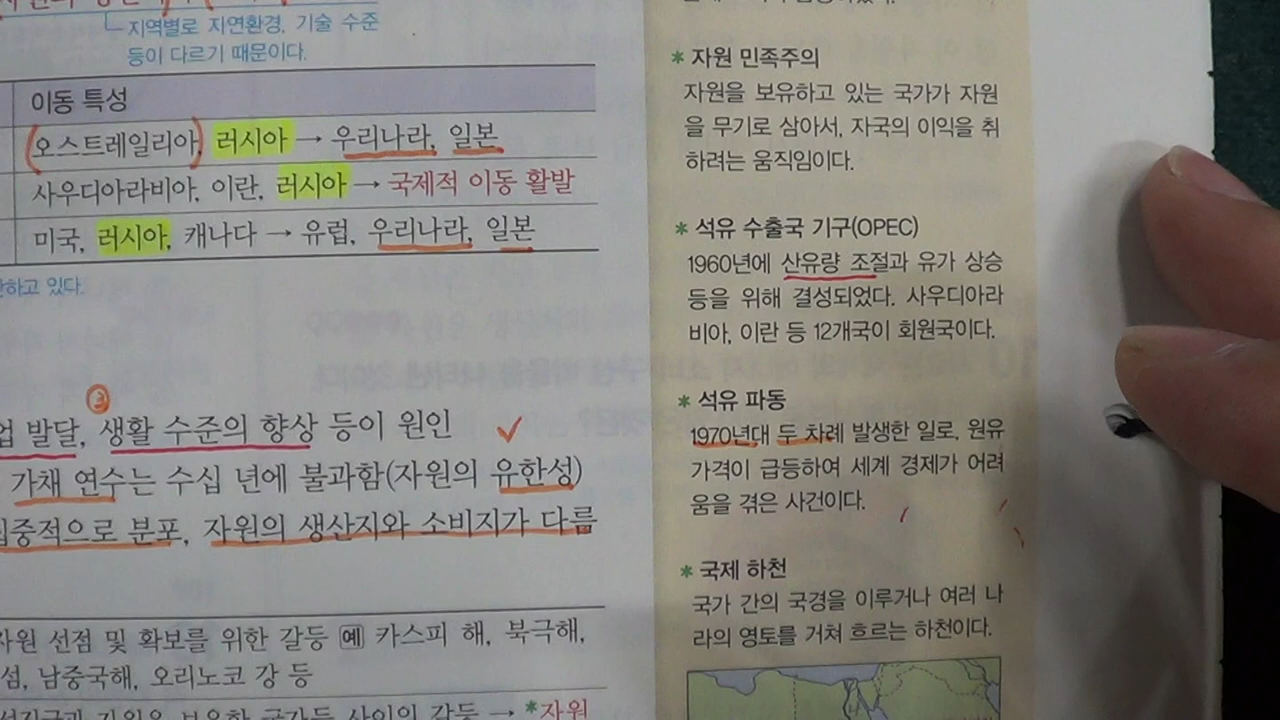 지역별로 지연환경, 기술 수준
등이 다르기 때문이다.
이동 특성
오스트레일리아, 러시아 → 우리나라, 일본
사우디아라비아, 이란, 러시아 → 국제적 이동 활발
미국, 러시아, 캐나다 → 유럽, 우리나라, 일본
하고 있다.
③
업 발달, 생활 수준의 향상 등이 원인
가채 연수는 수십 년에 불과함(자원의 유한성)
집중적으로 분포, 자원의 생산지와 소비지가 다름
자원 선점 및 확보를 위한 갈등 예 카스피 해, 북극해,
섬, 남중국해, 오리노코 강 등
갈등 → *자원
* 자원 민족주의
자원을 보유하고 있는 국가가 자원
을 무기로 삼아서, 자국의 이익을 취
하려는 움직임이다.
* 석유 수출국 기구(OPEC)
1960년에 산유량 조절과 유가 상승
등을 위해 결성되었다. 사우디아라
비아, 이란 등 12개국이 회원국이다.
* 석유 파동
1970년대 두 차례 발생한 일로, 원유
가격이 급등하여 세계 경제가 어려
움을 겪은 사건이다.
* 국제 하천
국가 간의 국경을 이루거나 여러 나
라의 영토를 거쳐 흐르는 하천이다.